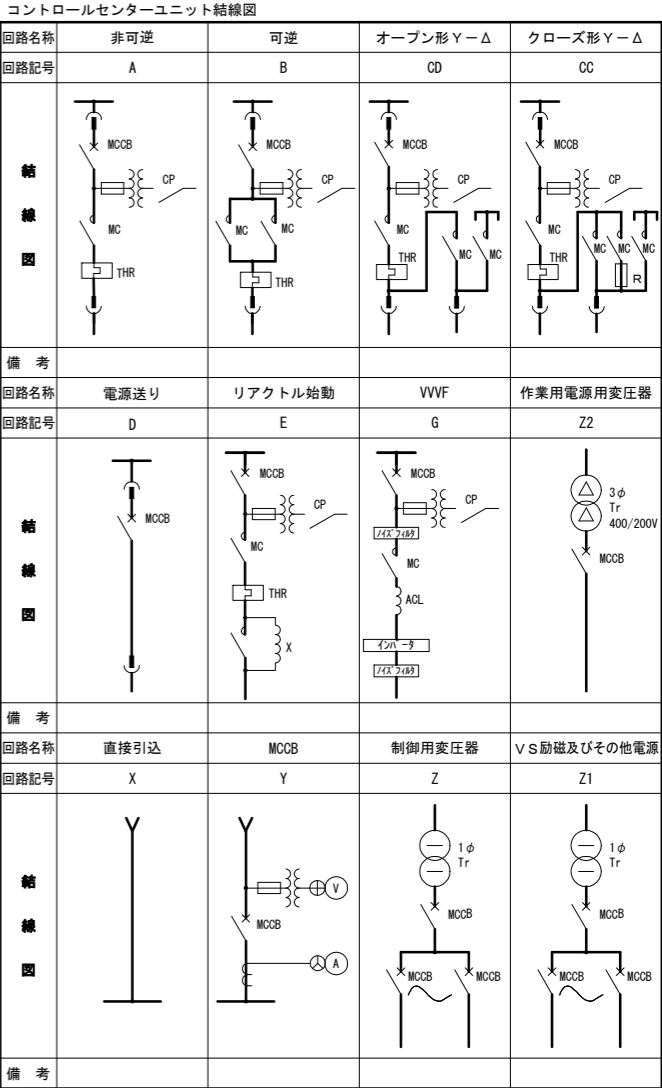 コントロールセンターユニット結線図
回路名称 非可逆 可逆 オープン形Y－Δ クローズ形Y－Δ
回路記号 A B CD CC
結線図
MCCB
CP
MC
THR
MCCB
CP
MC MC
THR
MCCB
CP
MC
THR
MC MC
MCCB
CP
MC
THR
MC MC MC
R
備考
回路名称 電源送り リアクトル始動 VVVF 作業用電源用変圧器
回路記号 D E G Z2
結線図
MCCB
MCCB
CP
MC
THR
X
MCCB
CP
ノイズフィルタ
MC
ACL
インバータ
ノイズフィルタ
3φ
Tr
400/200V
MCCB
備考
回路名称 直接引込 MCCB 制御用変圧器 VS励磁及びその他電源
回路記号 X Y Z Z1
結線図
V
MCCB
A
1φ
Tr
MCCB
MCCB MCCB
1φ
Tr
MCCB
MCCB MCCB
備考